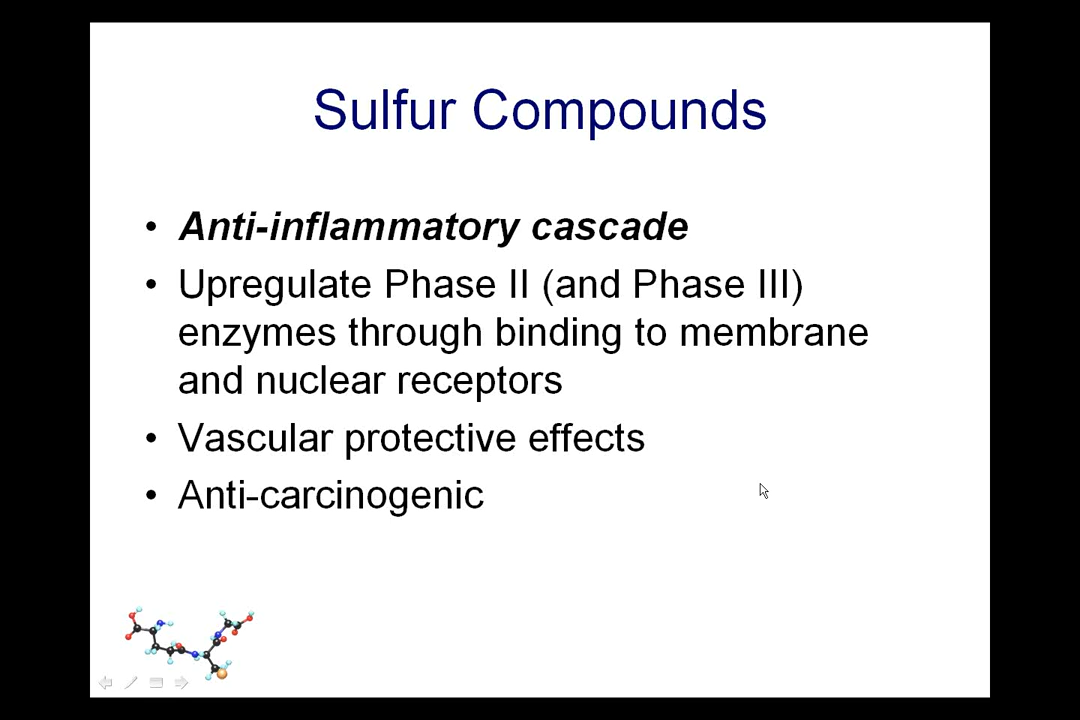 Sulfur Compounds
• Anti-inflammatory cascade
• Upregulate Phase II (and Phase III)
enzymes through binding to membrane
and nuclear receptors
• Vascular protective effects
• Anti-carcinogenic